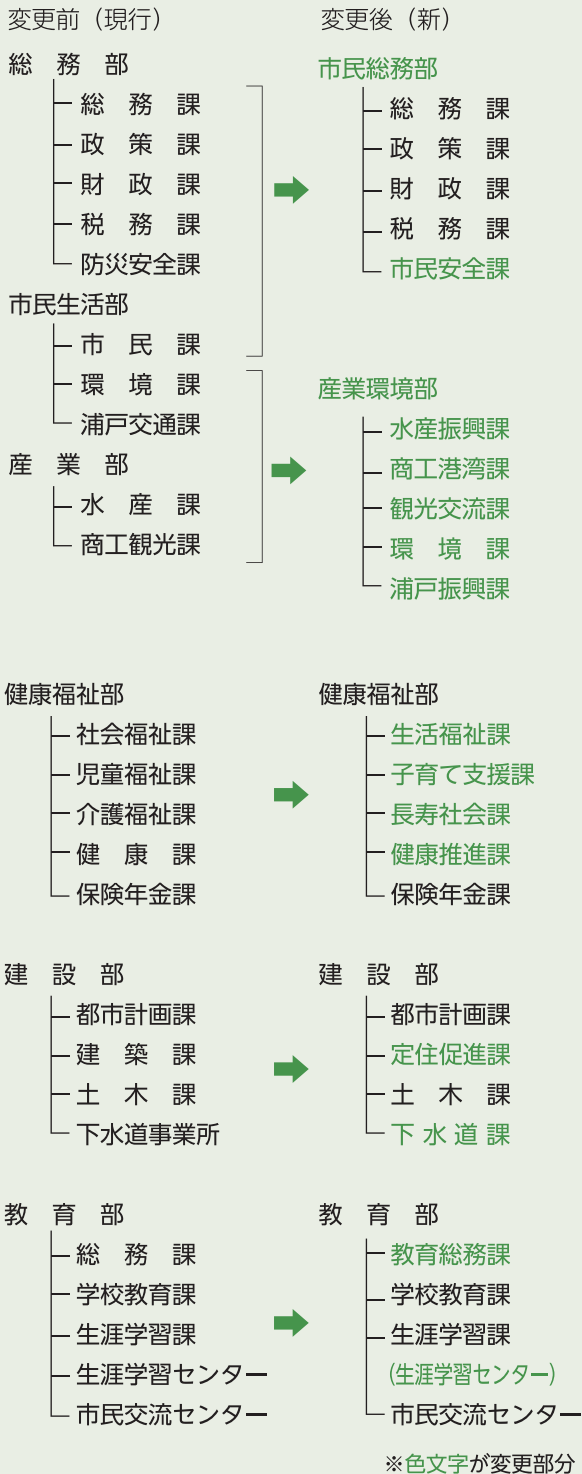 変更前（現行）
総務部
総務課
政策課
財政課
税務課
防災安全課
市民生活部
市民課
環境課
浦戸交通課
産業部
水産課
商工観光課
変更後（新）
市民総務部
総務課
政策課
財政課
税務課
市民安全課
産業環境部
水産振興課
商工港湾課
観光交流課
環境課
浦戸振興課
健康福祉部
社会福祉課
児童福祉課
介護福祉課
健康課
保険年金課
健康福祉部
生活福祉課
子育て支援課
長寿社会課
健康推進課
保険年金課
建設部
都市計画課
建築課
土木課
下水道事業所
建設部
都市計画課
定住促進課
土木課
下水道課
教育部
総務課
学校教育課
生涯学習課
生涯学習センター
市民交流センター
教育部
教育総務課
学校教育課
生涯学習課
（生涯学習センター）
市民交流センター
※色文字が変更部分